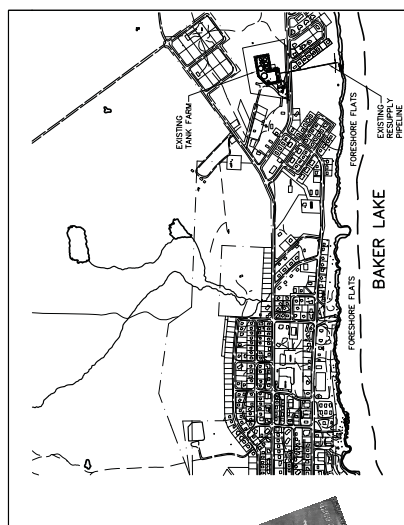 EXISTING
TANK FARM
FORESHORE FLATS
EXISTING
RESUPPLY
PIPELINE
BAKER LAKE
FORESHORE FLATS